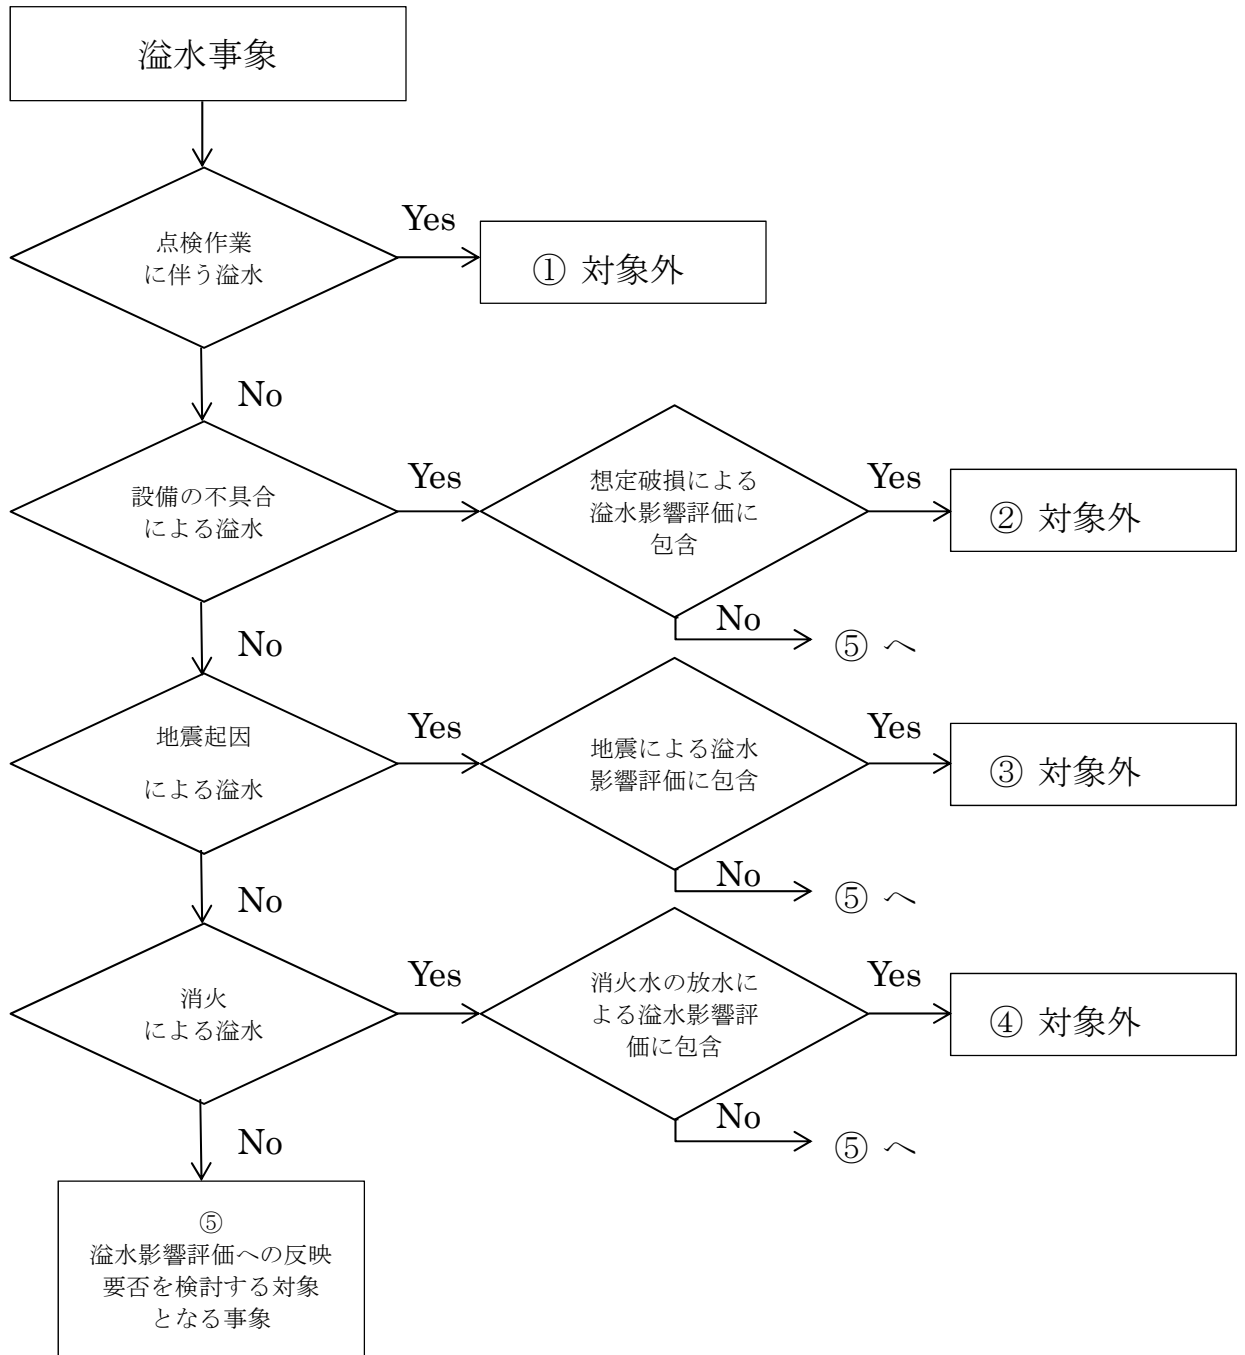 溢水事象
点検作業
に伴う溢水
Yes
① 対象外
No
設備の不具合
による溢水
Yes
想定破損による
溢水影響評価に
包含
Yes
② 対象外
No
⑤ へ
No
地震起因
による溢水
Yes
地震による溢水
影響評価に包含
Yes
③ 対象外
No
⑤ へ
No
消火
による溢水
Yes
消火水の放水に
よる溢水影響評
価に包含
Yes
④ 対象外
No
⑤ へ
No
⑤
溢水影響評価への反映
要否を検討する対象
となる事象